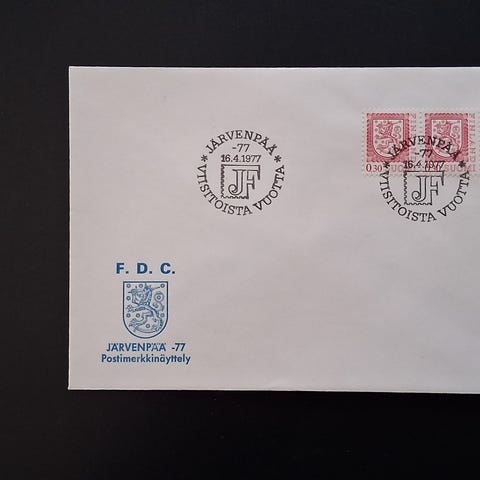 JÄRVENPÄÄ
-77
16.4.1977
JF
* VIISITOISTA VUOTTA *
0,30
JÄRVENPÄÄ
-77
16.4.1977
JF
* VIISITOISTA VUOTTA *
F. D. C.
JÄRVENPÄÄ -77
Postimerkkinäyttely